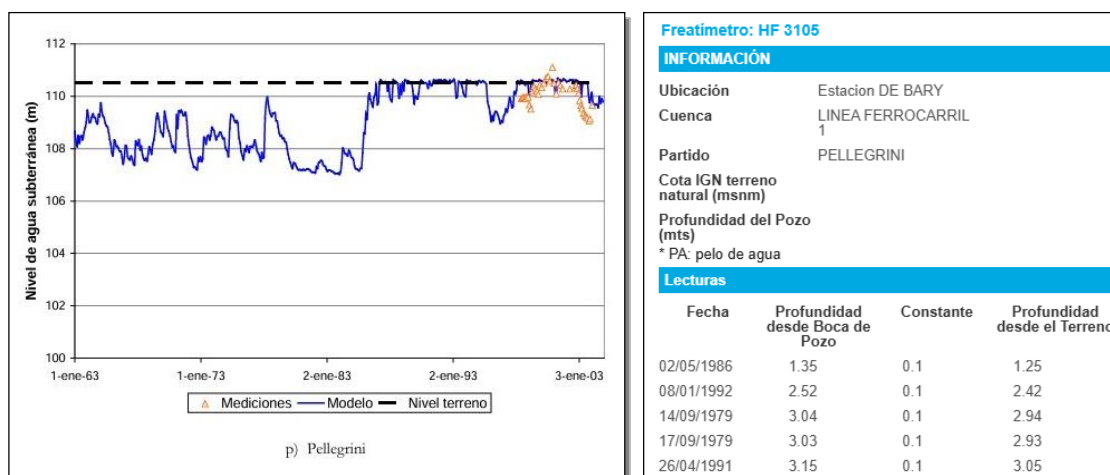 112
110
108
106
104
102
100
Nivel de agua subterránea (m)
1-ene-63 1-ene-73 2-ene-83 2-ene-93 3-ene-03
Mediciones Modelo Nivel terreno
p) Pellegrini
Freatímetro: HF 3105
INFORMACIÓN
Ubicación Estacion DE BARY
Cuenca LINEA FERROCARRIL
1
Partido PELLEGRINI
Cota IGN terreno
natural (msnm)
Profundidad del Pozo
(mts)
* PA: pelo de agua
Lecturas
Fecha Profundidad Constante Profundidad
desde Boca de desde el Terreno
Pozo
02/05/1986 1.35 0.1 1.25
08/01/1992 2.52 0.1 2.42
14/09/1979 3.04 0.1 2.94
17/09/1979 3.03 0.1 2.93
26/04/1991 3.15 0.1 3.05